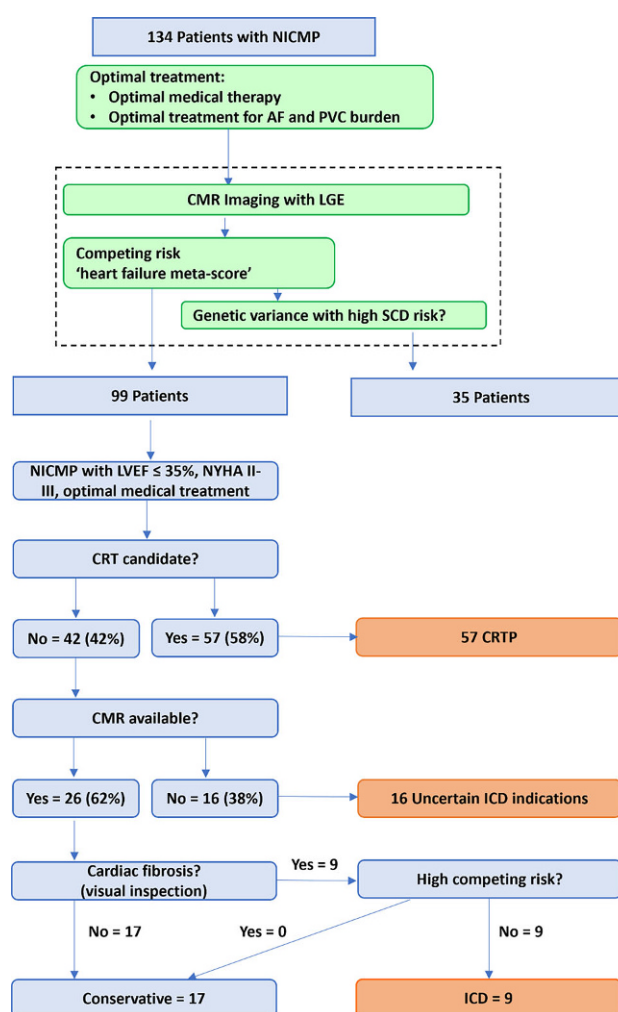 134 Patients with NICMP
Optimal treatment:
• Optimal medical therapy
• Optimal treatment for AF and PVC burden
CMR Imaging with LGE
Competing risk
‘heart failure meta-score’
Genetic variance with high SCD risk?
99 Patients
35 Patients
NICMP with LVEF ≤ 35%, NYHA II-
III, optimal medical treatment
CRT candidate?
No = 42 (42%)
Yes = 57 (58%)
57 CRTP
CMR available?
Yes = 26 (62%)
No = 16 (38%)
16 Uncertain ICD indications
Cardiac fibrosis?
(visual inspection)
Yes = 9
High competing risk?
No = 17
Yes = 0
No = 9
Conservative = 17
ICD = 9